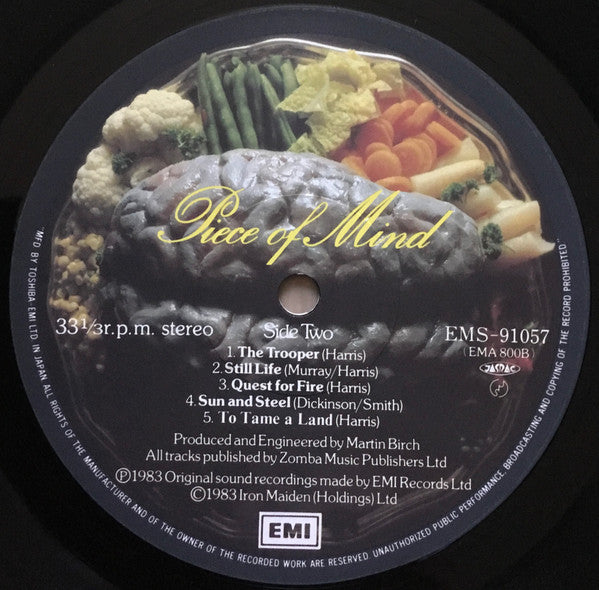 Piece of Mind
33 1/3 r.p.m. stereo
Side Two
EMS-91057
(EMA 800B)
JASRAC
1. The Trooper (Harris)
2. Still Life (Murray/Harris)
3. Quest for Fire (Harris)
4. Sun and Steel (Dickinson/Smith)
5. To Tame a Land (Harris)
Produced and Engineered by Martin Birch
All tracks published by Zomba Music Publishers Ltd
Ⓟ1983 Original sound recordings made by EMI Records Ltd
©1983 Iron Maiden (Holdings) Ltd
EMI
"MFD BY TOSHIBA-EMI LTD. IN JAPAN ALL RIGHTS OF THE MANUFACTURER AND OF THE OWNER OF THE RECORDED WORK ARE RESERVED. UNAUTHORIZED PUBLIC PERFORMANCE, BROADCASTING AND COPYING OF THE RECORD PROHIBITED"